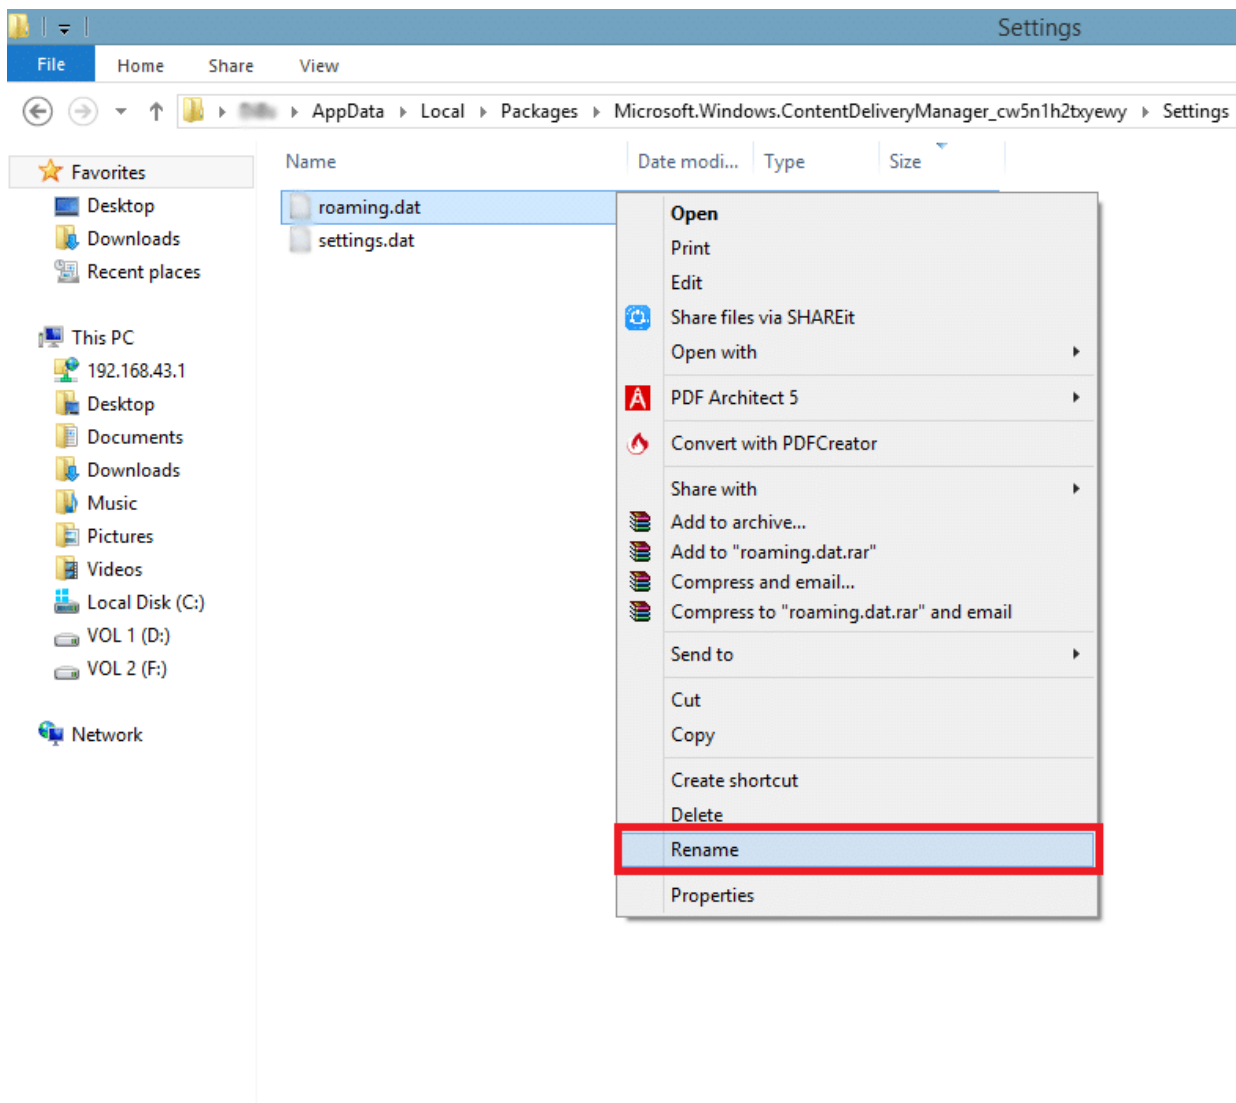 Settings
File Home Share View
AppData Local Packages Microsoft.Windows.ContentDeliveryManager_cw5n1h2txyewy Settings
Name Date modi... Type Size
Favorites
Desktop
Downloads
Recent places
This PC
192.168.43.1
Desktop
Documents
Downloads
Music
Pictures
Videos
Local Disk (C:)
VOL 1 (D:)
VOL 2 (F:)
Network
roaming.dat
settings.dat
Open
Print
Edit
Share files via SHAREit
Open with
PDF Architect 5
Convert with PDFCreator
Share with
Add to archive...
Add to "roaming.dat.rar"
Compress and email...
Compress to "roaming.dat.rar" and email
Send to
Cut
Copy
Create shortcut
Delete
Rename
Properties